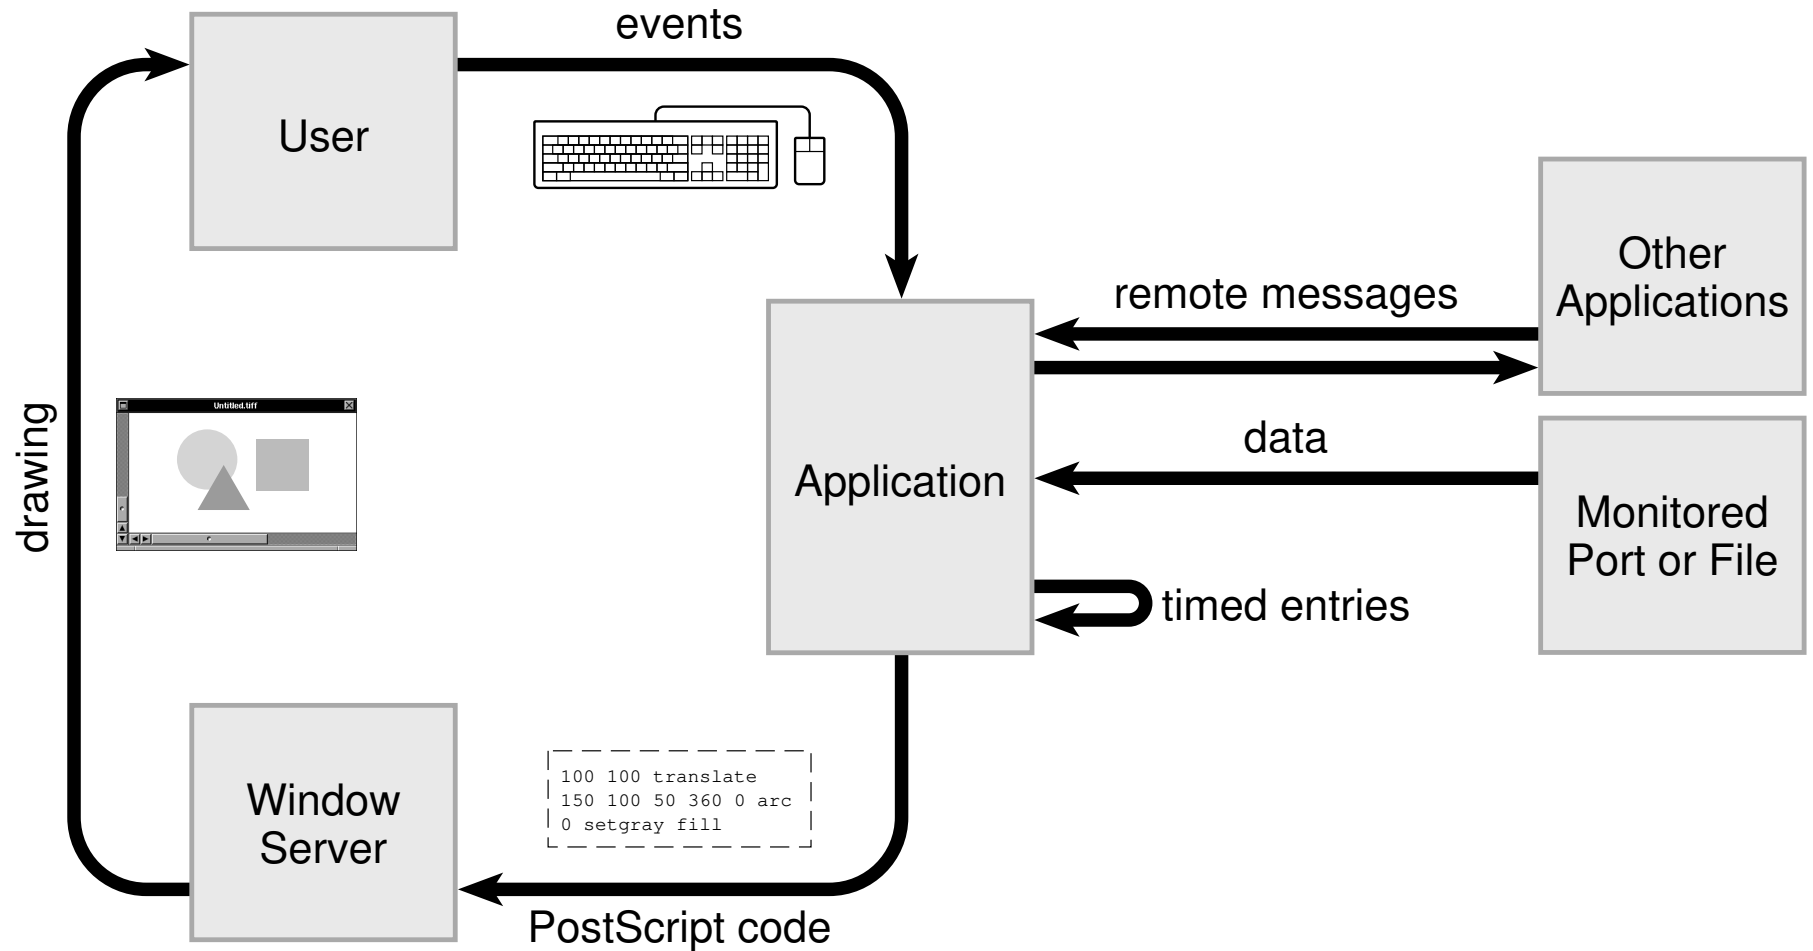 events
User
Other
Applications
remote messages
Untitled.tiff
drawing
data
Application
Monitored
Port or File
timed entries
Window
Server
100 100 translate
150 100 50 360 0 arc
0 setgray fill
PostScript code